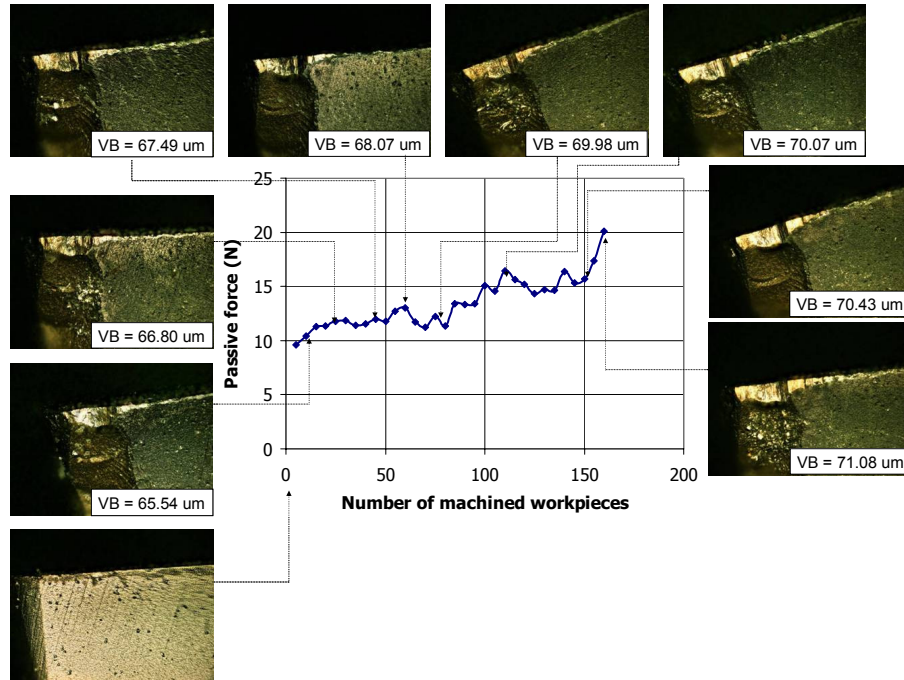 VB = 67.49 um
VB = 68.07 um
VB = 69.98 um
VB = 70.07 um
VB = 66.80 um
VB = 65.54 um
VB = 70.43 um
VB = 71.08 um
Passive force (N)
25
20
15
10
5
0
0 50 100 150 200
Number of machined workpieces